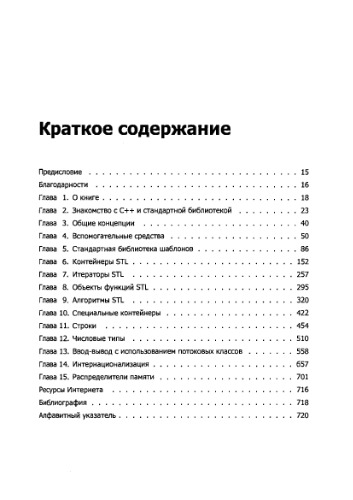 Краткое содержание
Предисловие 15
Благодарности 16
Глава 1. О книге 18
Глава 2. Знакомство с C++ и стандартной библиотекой 23
Глава 3. Общие концепции 40
Глава 4. Вспомогательные средства 50
Глава 5. Стандартная библиотека шаблонов 86
Глава 6. Контейнеры STL 152
Глава 7. Итераторы STL 257
Глава 8. Объекты функций STL 295
Глава 9. Алгоритмы STL 320
Глава 10. Специальные контейнеры 422
Глава 11. Строки 454
Глава 12. Числовые типы 510
Глава 13. Ввод-вывод с использованием потоковых классов 558
Глава 14. Интернационализация 657
Глава 15. Распределители памяти 701
Ресурсы Интернета 716
Библиография 718
Алфавитный указатель 720